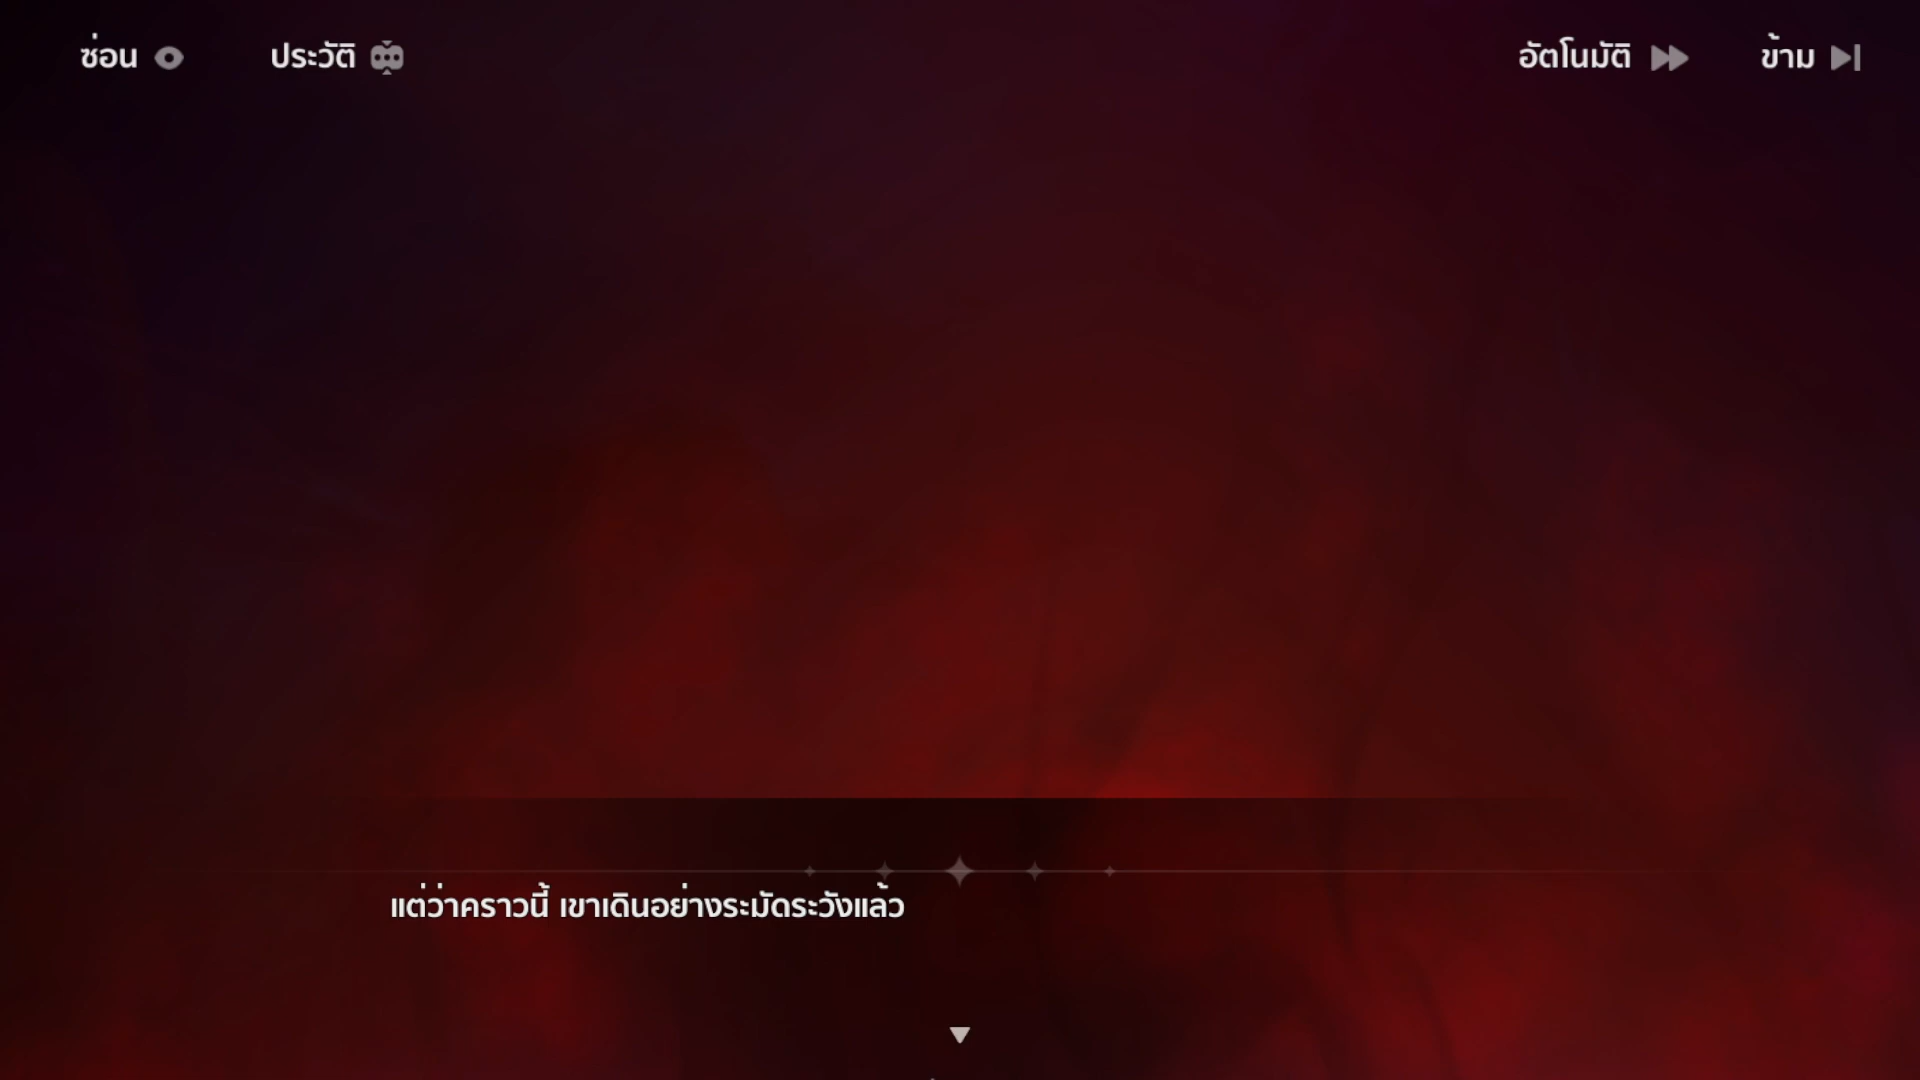 ซ่อน
ประวัติ
อัตโนมัติ
ข้าม
แต่ว่าคราวนี้ เขาเดินอย่างระมัดระวังแล้ว